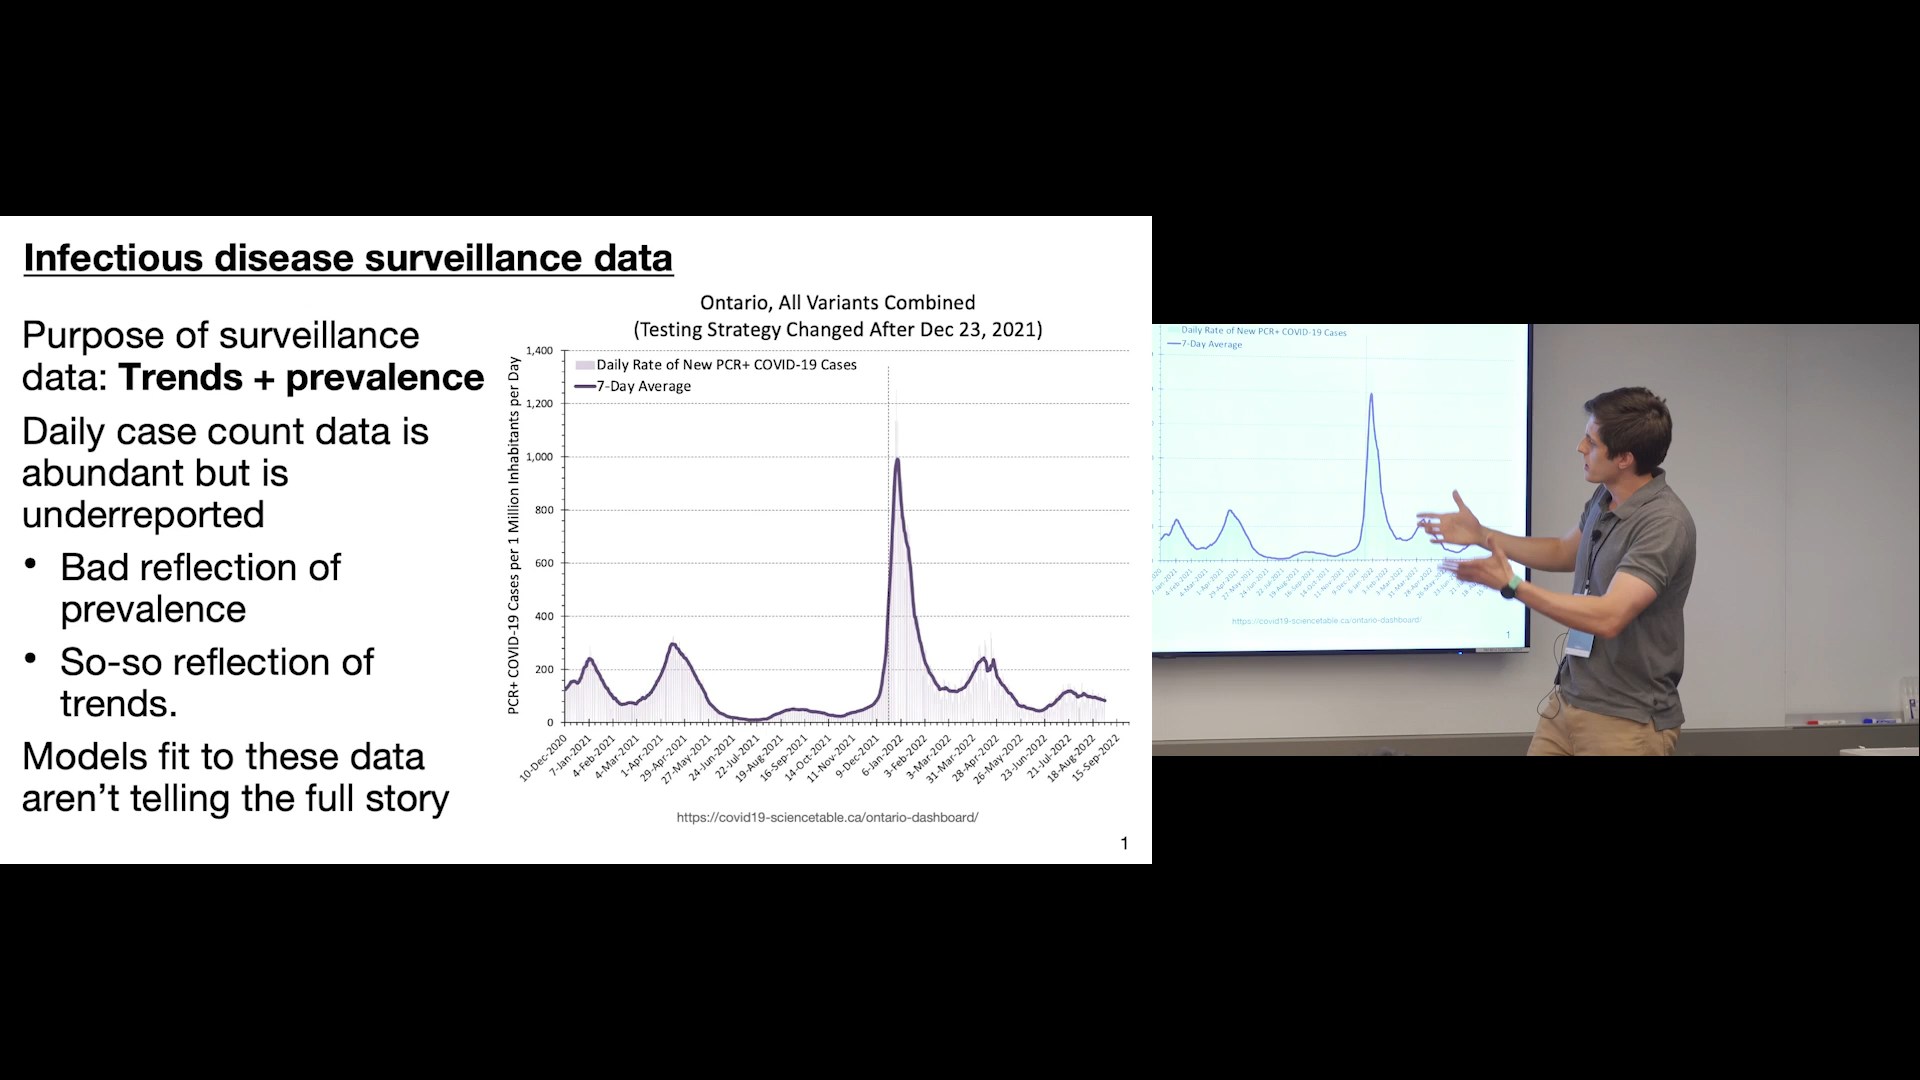 Infectious disease surveillance data
Purpose of surveillance
data: Trends + prevalence
Daily case count data is
abundant but is
underreported
• Bad reflection of
prevalence
• So-so reflection of
trends.
Models fit to these data
aren’t telling the full story
Ontario, All Variants Combined
(Testing Strategy Changed After Dec 23, 2021)
PCR+ COVID-19 Cases per 1 Million Inhabitants per Day
Daily Rate of New PCR+ COVID-19 Cases
7-Day Average
1,400
1,200
1,000
800
600
400
200
0
10-Dec-2020
7-Jan-2021
4-Feb-2021
4-Mar-2021
1-Apr-2021
29-Apr-2021
27-May-2021
24-Jun-2021
22-Jul-2021
19-Aug-2021
16-Sep-2021
14-Oct-2021
11-Nov-2021
9-Dec-2021
6-Jan-2022
3-Feb-2022
3-Mar-2022
31-Mar-2022
28-Apr-2022
26-May-2022
23-Jun-2022
21-Jul-2022
18-Aug-2022
15-Sep-2022
https://covid19-sciencetable.ca/ontario-dashboard/
1
Daily Rate of New PCR+ COVID-19 Cases
7-Day Average
https://covid19-sciencetable.ca/ontario-dashboard/
1